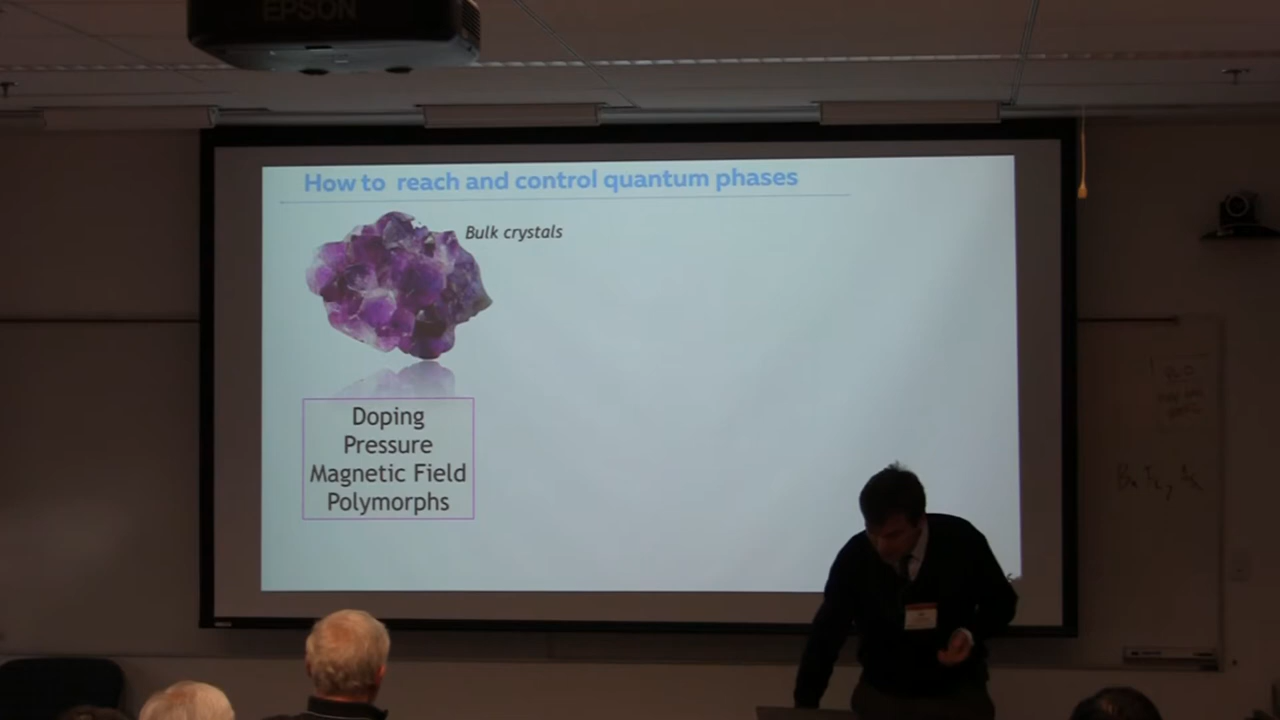 EPSON
How to reach and control quantum phases
Bulk crystals
Doping
Pressure
Magnetic Field
Polymorphs